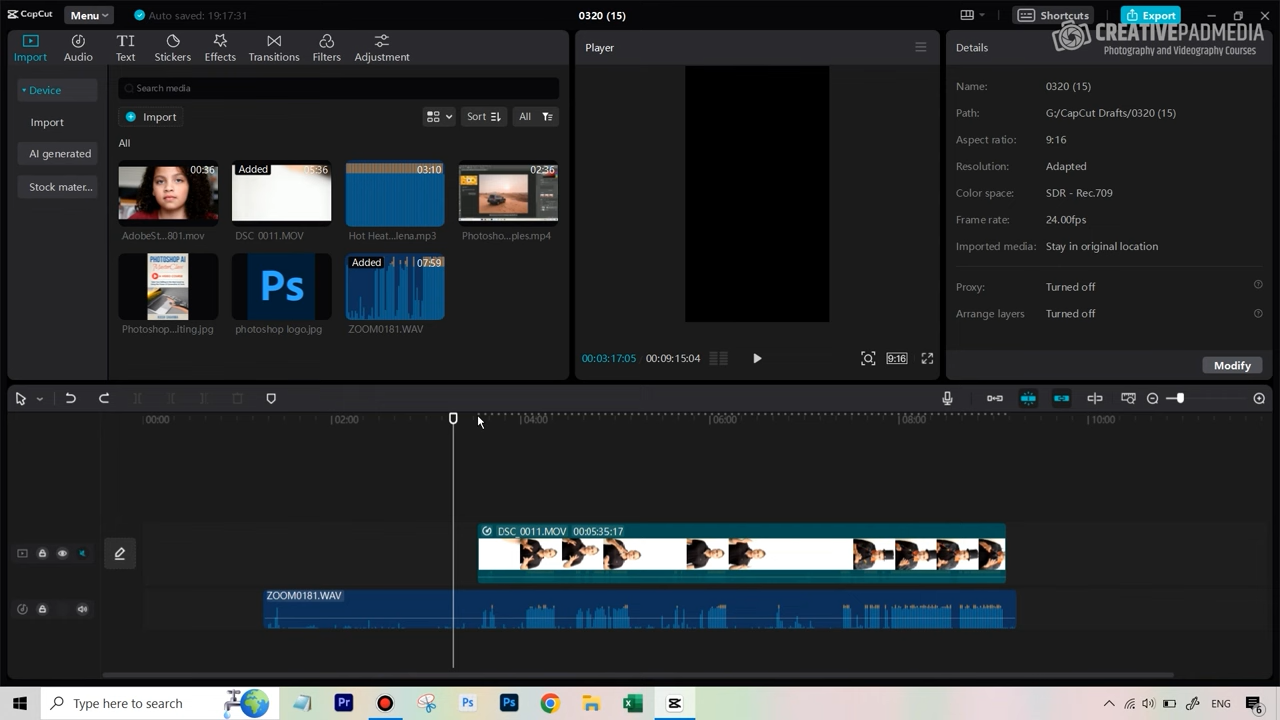 CapCut
Menu
Auto saved: 19:17:31
0320 (15)
Shortcuts
Export
CREATIVEPADMEDIA
Photography and Videography Courses
Import
Audio
Text
Stickers
Effects
Transitions
Filters
Adjustment
Player
Details
Device
Import
AI generated
Stock mater...
Search media
Import
Sort
All
All
00:36
AdobeSt...801.mov
Added
05:36
DSC 0011.MOV
03:10
Hot Heat...lena.mp3
02:36
Photosho...ples.mp4
PHOTOSHOP AI
Photoshop...iting.jpg
Ps
photoshop logo.jpg
Added
07:59
ZOOM0181.WAV
00:03:17:05
00:09:15:04
9:16
Name: 0320 (15)
Path: G:/CapCut Drafts/0320 (15)
Aspect ratio: 9:16
Resolution: Adapted
Color space: SDR - Rec.709
Frame rate: 24.00fps
Imported media: Stay in original location
Proxy: Turned off
Arrange layers Turned off
Modify
00:00
02:00
04:00
06:00
08:00
10:00
DSC 0011.MOV 00:05:35:17
ZOOM0181.WAV
Type here to search
Pr
Ps
Ps
ENG
6